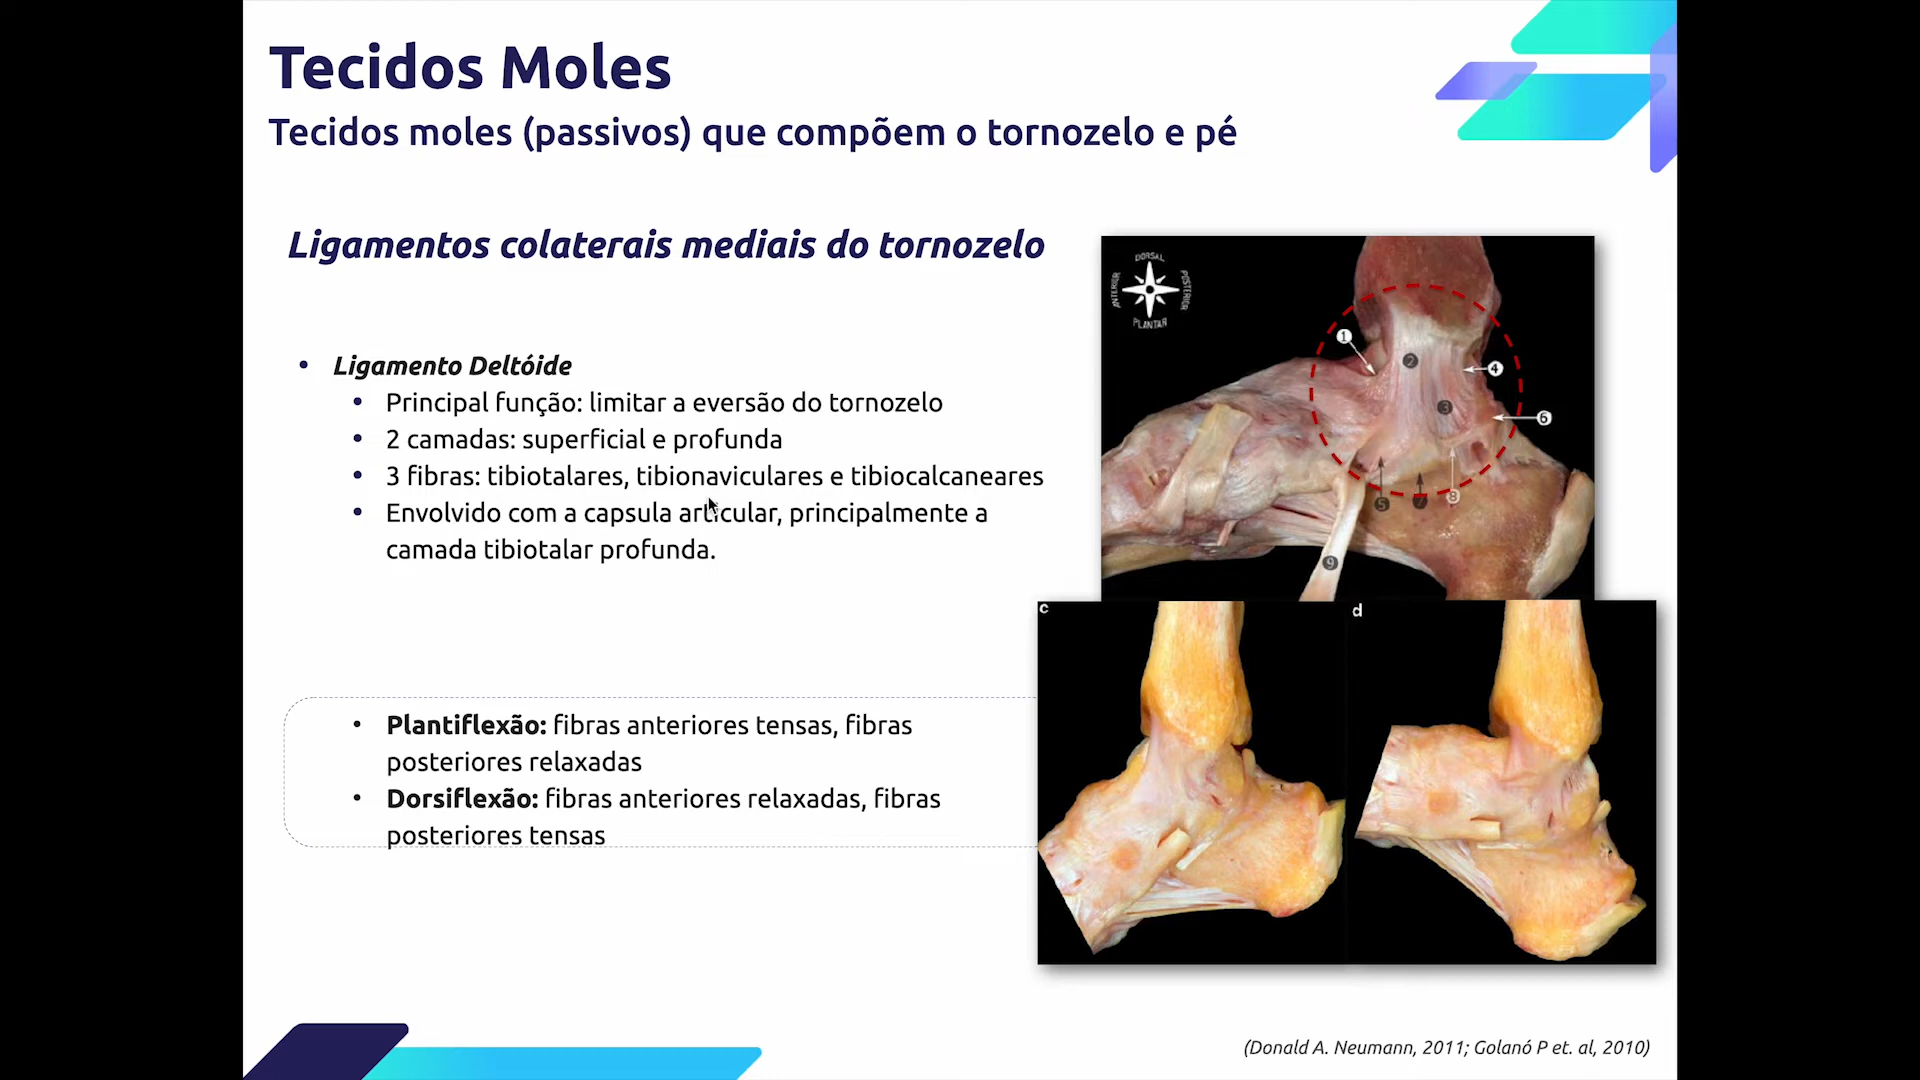 Tecidos Moles
Tecidos moles (passivos) que compõem o tornozelo e pé
Ligamentos colaterais mediais do tornozelo
• Ligamento Deltóide
• Principal função: limitar a eversão do tornozelo
• 2 camadas: superficial e profunda
• 3 fibras: tibiotalares, tibionaviculares e tibiocalcaneares
• Envolvido com a capsula articular, principalmente a
camada tibiotalar profunda.
• Plantiflexão: fibras anteriores tensas, fibras
posteriores relaxadas
• Dorsiflexão: fibras anteriores relaxadas, fibras
posteriores tensas
DORSAL
ANTERIOR
POSTERIOR
PLANTAR
1
2
4
3
6
5
7
8
9
c
d
(Donald A. Neumann, 2011; Golanó P et. al, 2010)